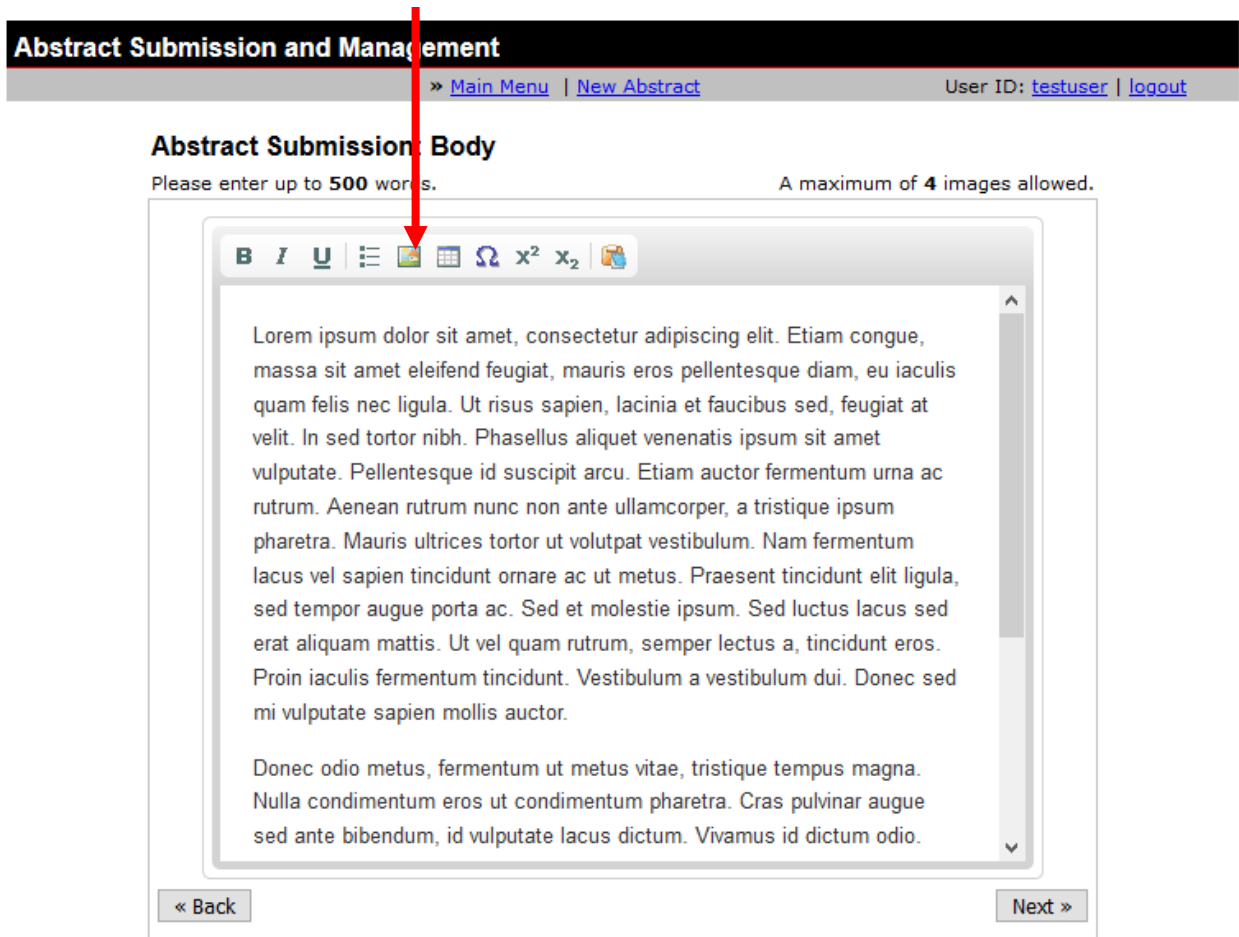 Abstract Submission and Management
» Main Menu | New Abstract User ID: testuser | logout
Abstract Submission: Body
Please enter up to 500 words. A maximum of 4 images allowed.
B I U Ω x² x₂
Lorem ipsum dolor sit amet, consectetur adipiscing elit. Etiam congue,
massa sit amet eleifend feugiat, mauris eros pellentesque diam, eu iaculis
quam felis nec ligula. Ut risus sapien, lacinia et faucibus sed, feugiat at
velit. In sed tortor nibh. Phasellus aliquet venenatis ipsum sit amet
vulputate. Pellentesque id suscipit arcu. Etiam auctor fermentum urna ac
rutrum. Aenean rutrum nunc non ante ullamcorper, a tristique ipsum
pharetra. Mauris ultrices tortor ut volutpat vestibulum. Nam fermentum
lacus vel sapien tincidunt ornare ac ut metus. Praesent tincidunt elit ligula,
sed tempor augue porta ac. Sed et molestie ipsum. Sed luctus lacus sed
erat aliquam mattis. Ut vel quam rutrum, semper lectus a, tincidunt eros.
Proin iaculis fermentum tincidunt. Vestibulum a vestibulum dui. Donec sed
mi vulputate sapien mollis auctor.
Donec odio metus, fermentum ut metus vitae, tristique tempus magna.
Nulla condimentum eros ut condimentum pharetra. Cras pulvinar augue
sed ante bibendum, id vulputate lacus dictum. Vivamus id dictum odio.
« Back Next »